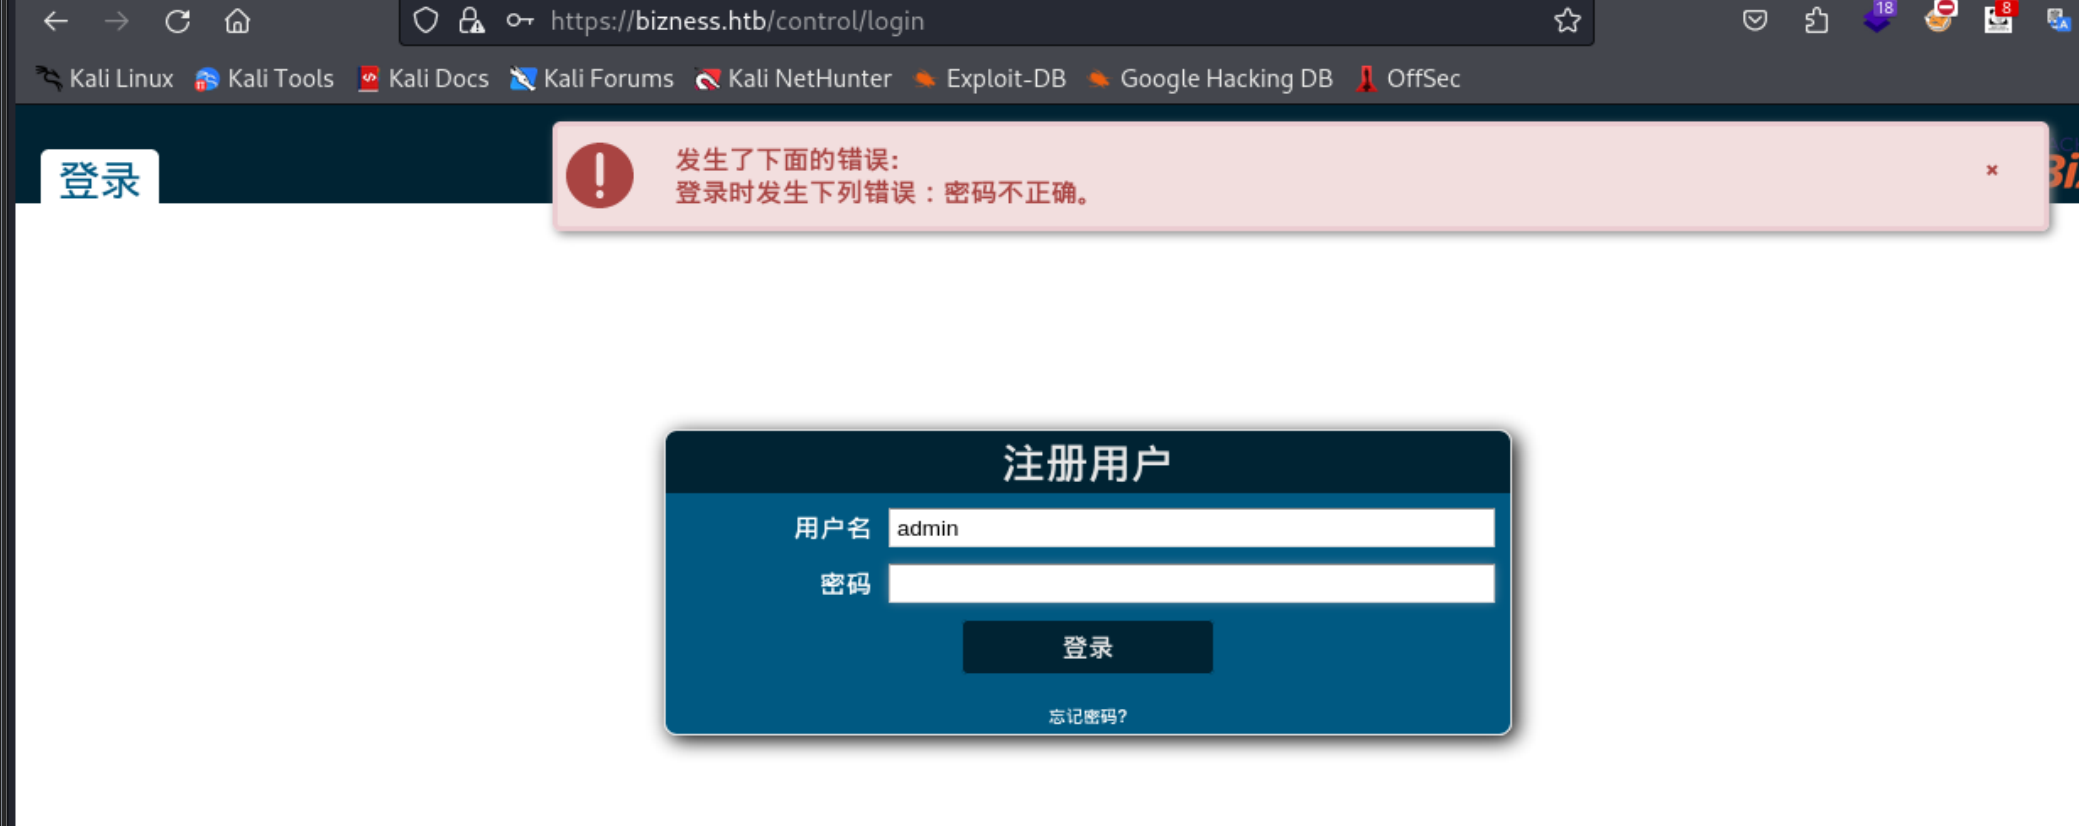 https://bizness.htb/control/login
18
8
Kali Linux Kali Tools Kali Docs Kali Forums Kali NetHunter Exploit-DB Google Hacking DB OffSec
登录
发生了下面的错误:
登录时发生下列错误：密码不正确。
注册用户
用户名 admin
密码
登录
忘记密码?